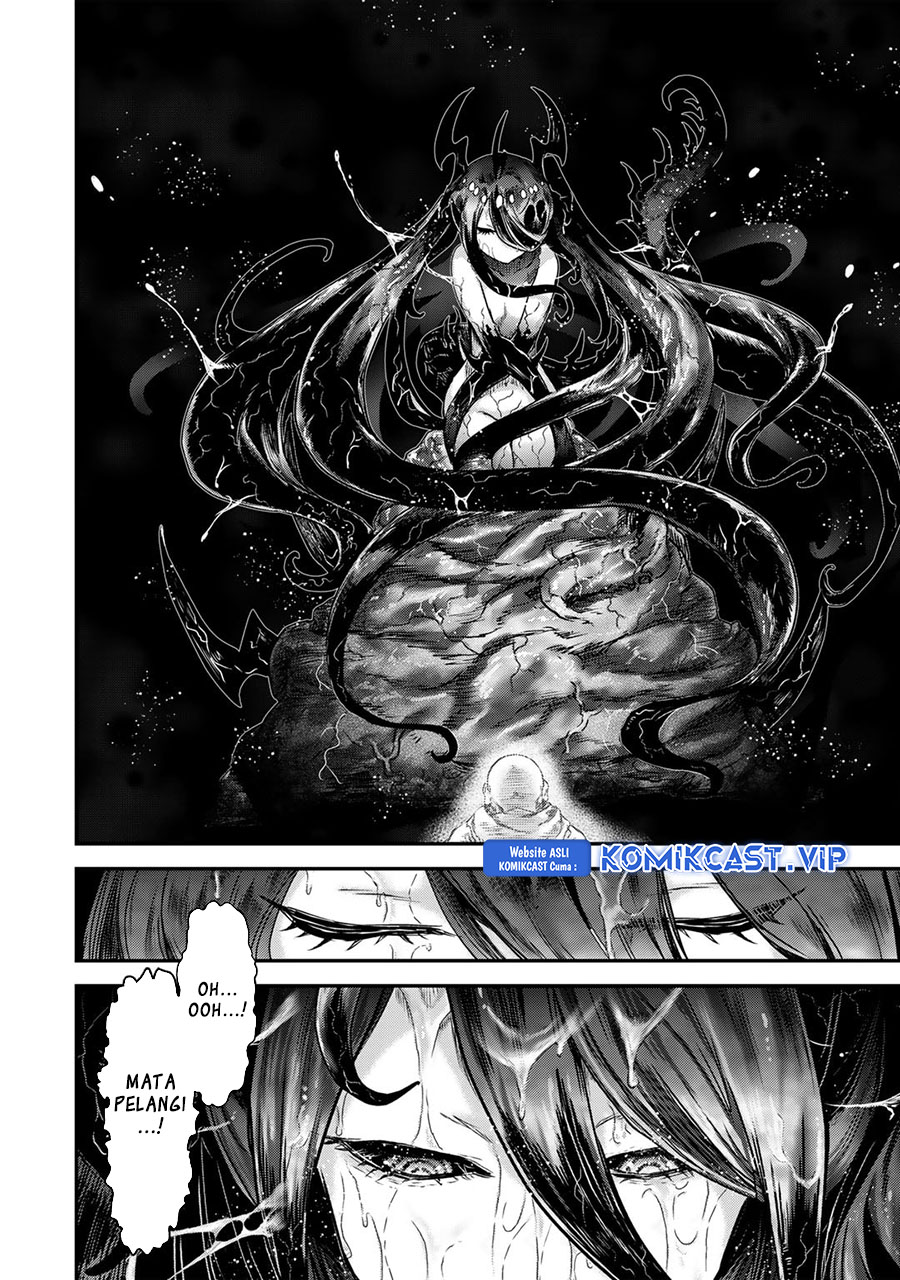 Website ASLI
KOMIKCAST Cuma :
KOMIKCAST.VIP
OH...
OOH...!
MATA
PELANGI
...!